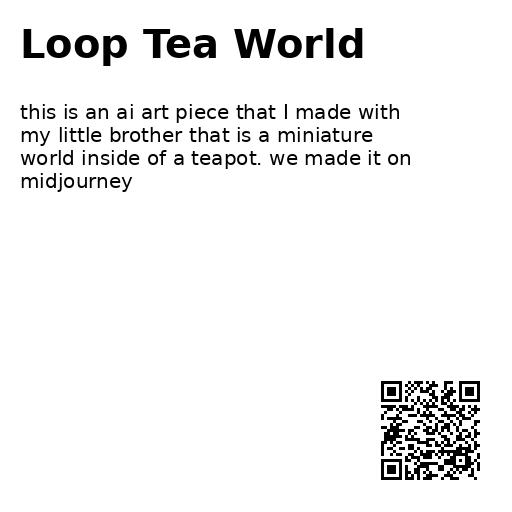 Loop Tea World
this is an ai art piece that I made with
my little brother that is a miniature
world inside of a teapot. we made it on
midjourney